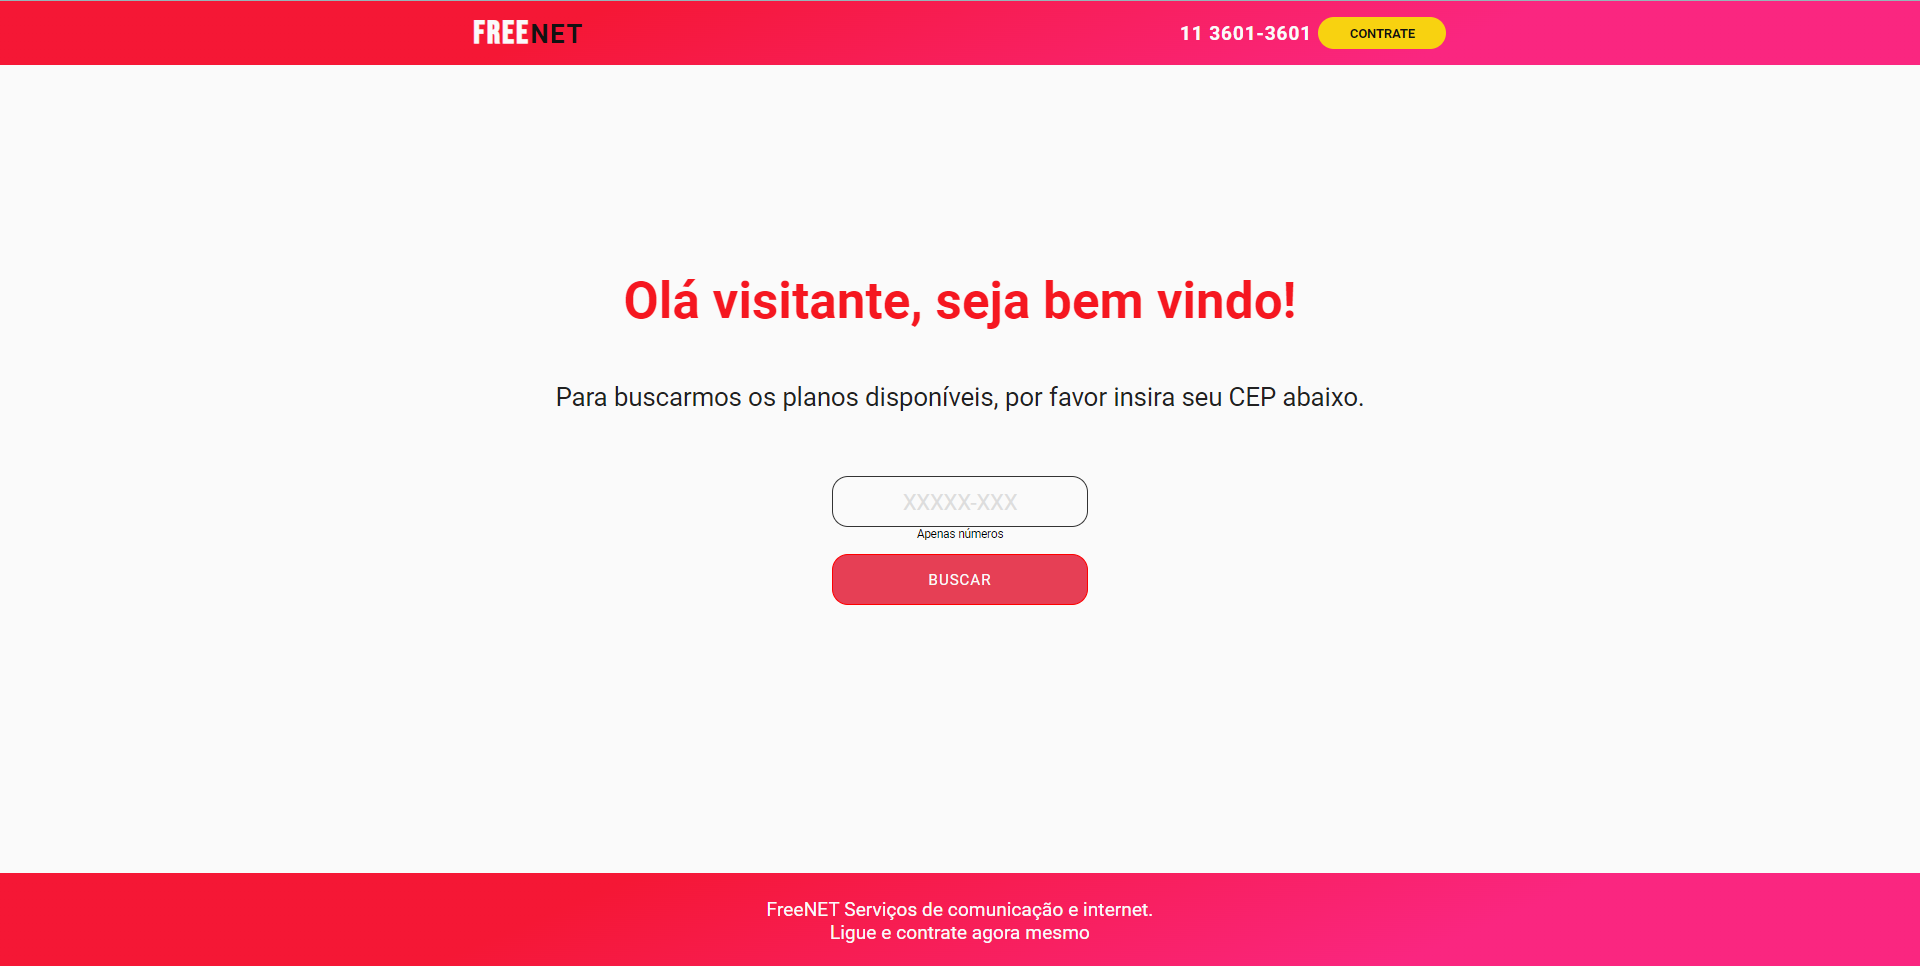 FREENET
11 3601-3601
CONTRATE
Olá visitante, seja bem vindo!
Para buscarmos os planos disponíveis, por favor insira seu CEP abaixo.
XXXXX-XXX
Apenas números
BUSCAR
FreeNET Serviços de comunicação e internet.
Ligue e contrate agora mesmo